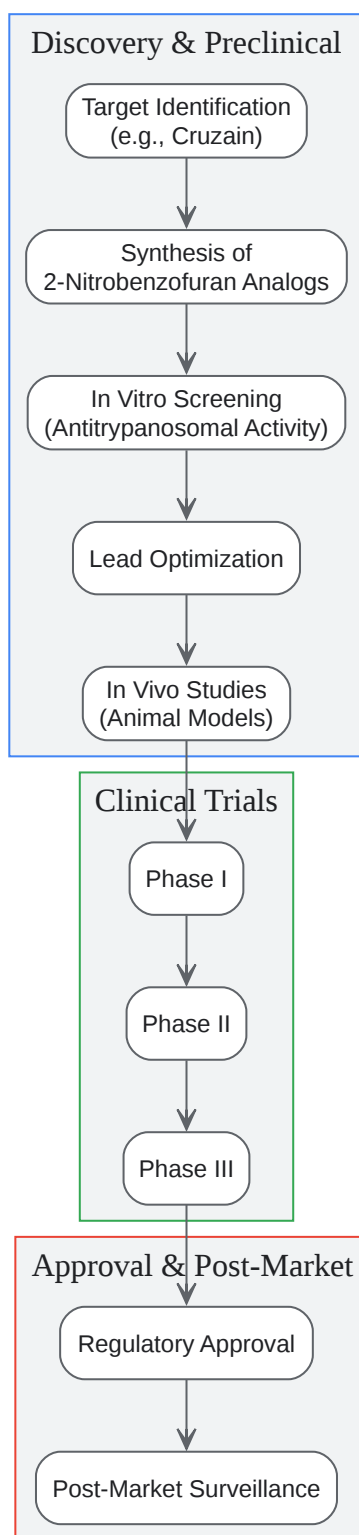 Discovery & Preclinical
Target Identification
(e.g., Cruzain)
Synthesis of
2-Nitrobenzofuran Analogs
In Vitro Screening
(Antitrypanosomal Activity)
Lead Optimization
In Vivo Studies
(Animal Models)
Clinical Trials
Phase I
Phase II
Phase III
Approval & Post-Market
Regulatory Approval
Post-Market Surveillance